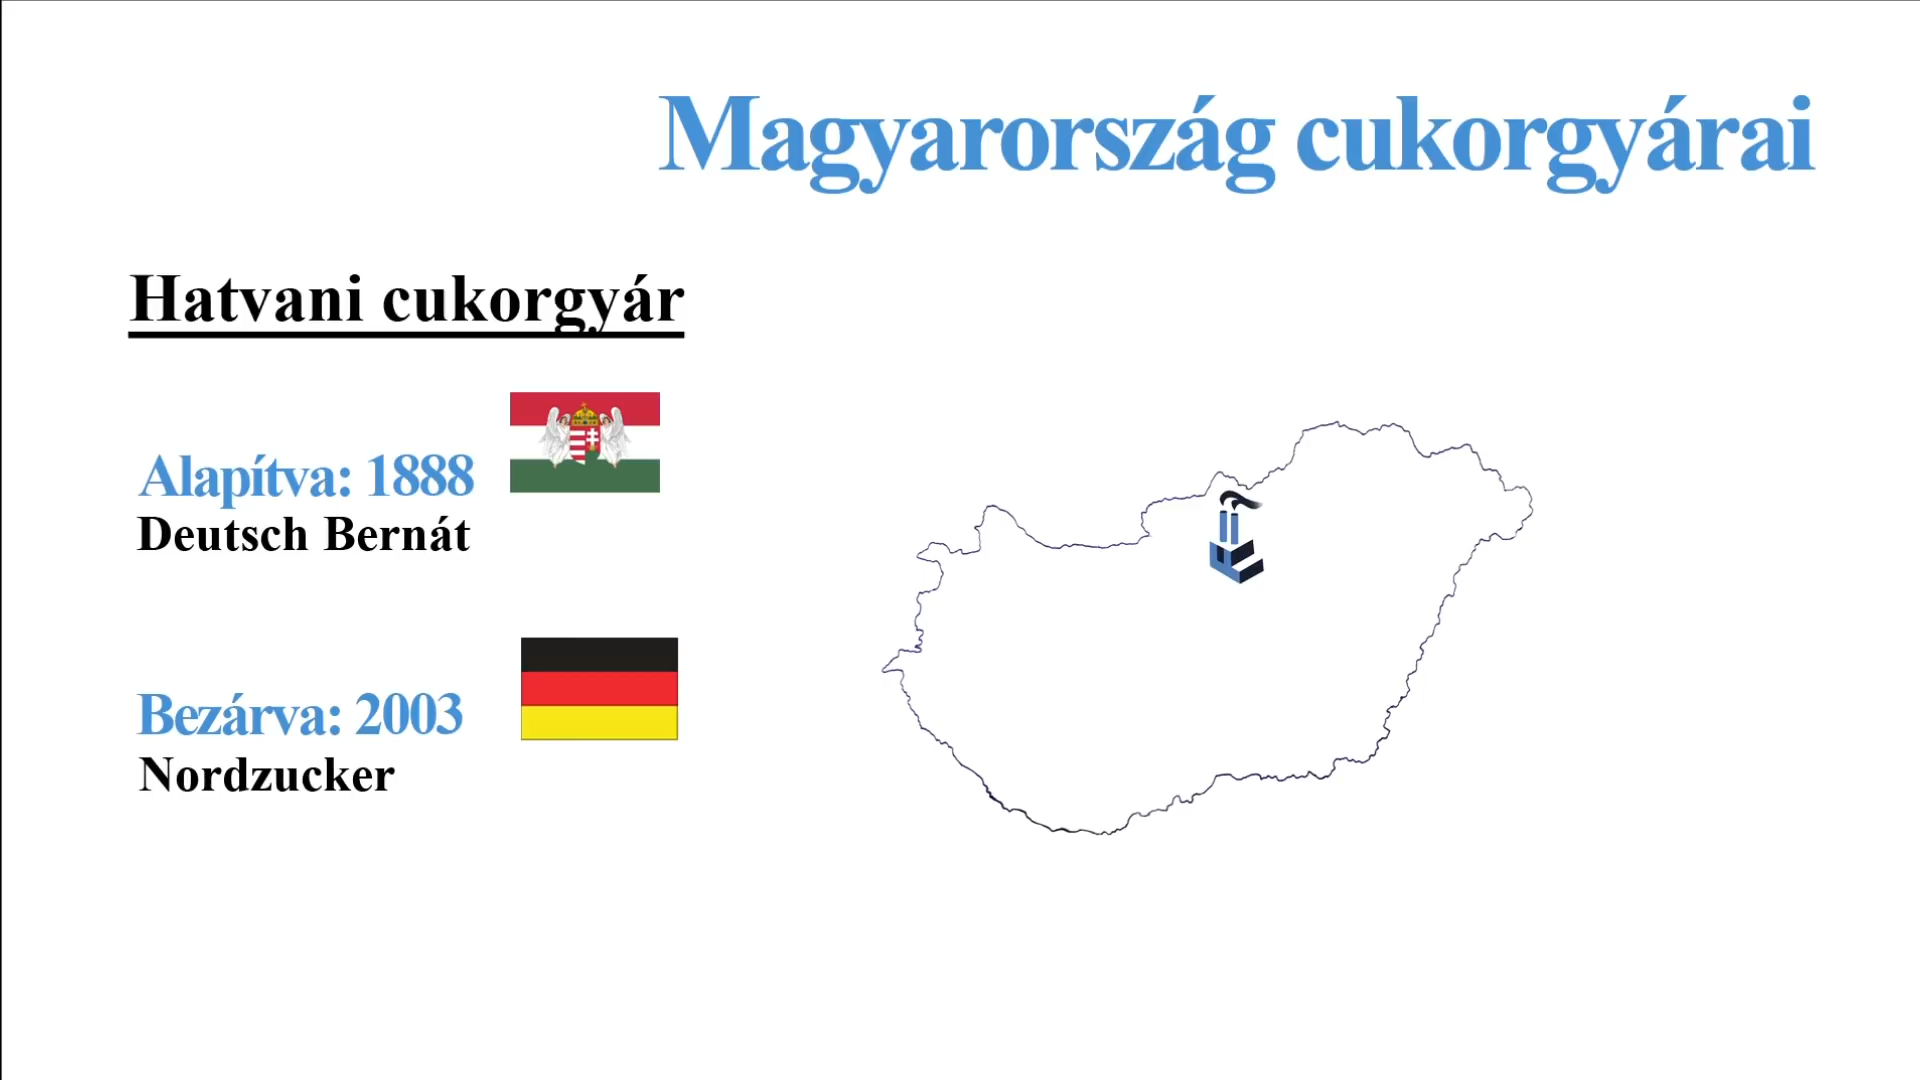 Magyarország cukorgyárai
Hatvani cukorgyár
Alapítva: 1888
Deutsch Bernát
Bezárva: 2003
Nordzucker